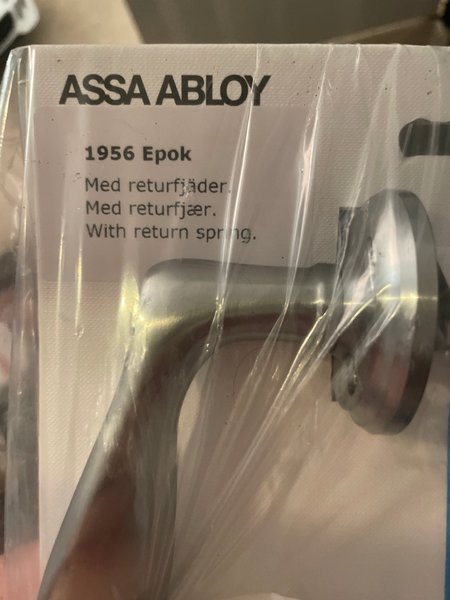 ASSA ABLOY
1956 Epok
Med returfjäder.
Med returfjær.
With return spring.